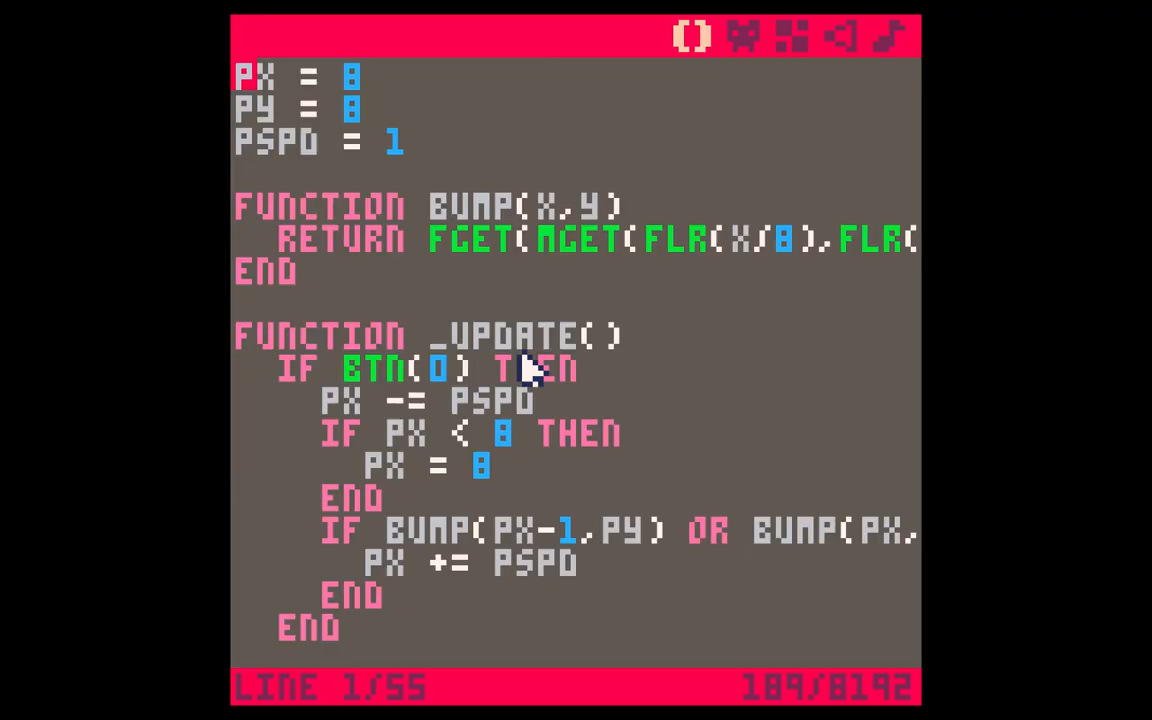 ()
PX = 8
PY = 8
PSPD = 1
FUNCTION BUMP(X,Y)
RETURN FGET(MGET(FLR(X/8),FLR(
END
FUNCTION _UPDATE()
IF BTN(0) THEN
PX -= PSPD
IF PX < 8 THEN
PX = 8
END
IF BUMP(PX-1,PY) OR BUMP(PX,
PX += PSPD
END
END
LINE 1/55
189/8192